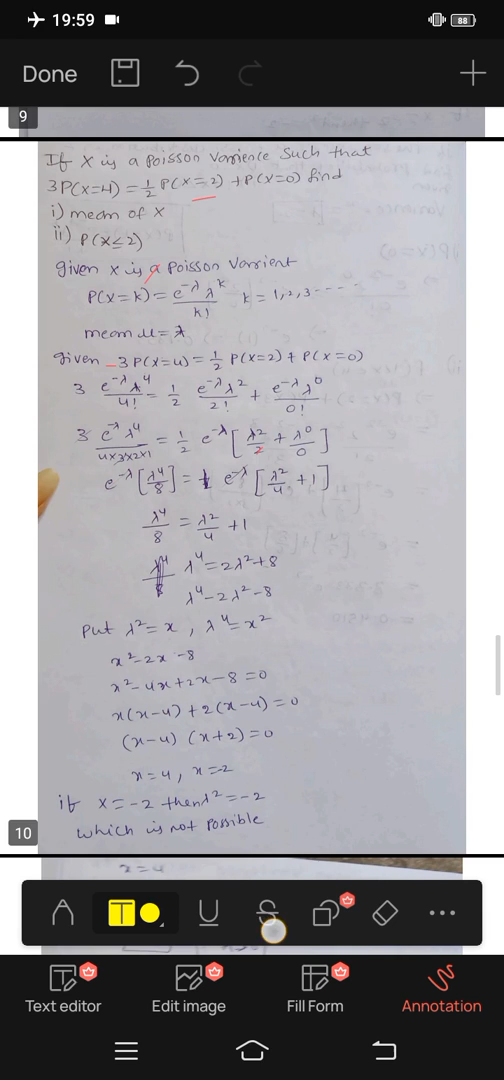 19:59
88
Done
9
If X is a poisson varience such that
3P(X=4) = 1/2 P(X=2) + P(X=0) find
i) mean of X
ii) P(X≤2)
given X is a Poisson varient
P(X=k) = e^-λ λ^k / k! k = 1,2,3-----
mean μ = λ
given 3P(X=4) = 1/2 P(X=2) + P(X=0)
3 e^-λ λ^4 / 4! = 1/2 e^-λ λ^2 / 2! + e^-λ λ^0 / 0!
3 e^-λ λ^4 / 4×3×2×1 = 1/2 e^-λ [λ^2/2 + λ^0/0]
e^-λ [λ^4/8] = e^-λ [λ^2/4 + 1]
λ^4/8 = λ^2/4 + 1
λ^4 = 2λ^2+8
λ^4 - 2λ^2 - 8
Put λ^2 = x, λ^4 = x^2
x^2 - 2x - 8
x^2 - 4x + 2x - 8 = 0
x(x-4) + 2(x-4) = 0
(x-4) (x+2) = 0
x = 4, x = -2
if x = -2 then λ^2 = -2
which is not possible
10
x = 4
Text editor
Edit image
Fill Form
Annotation